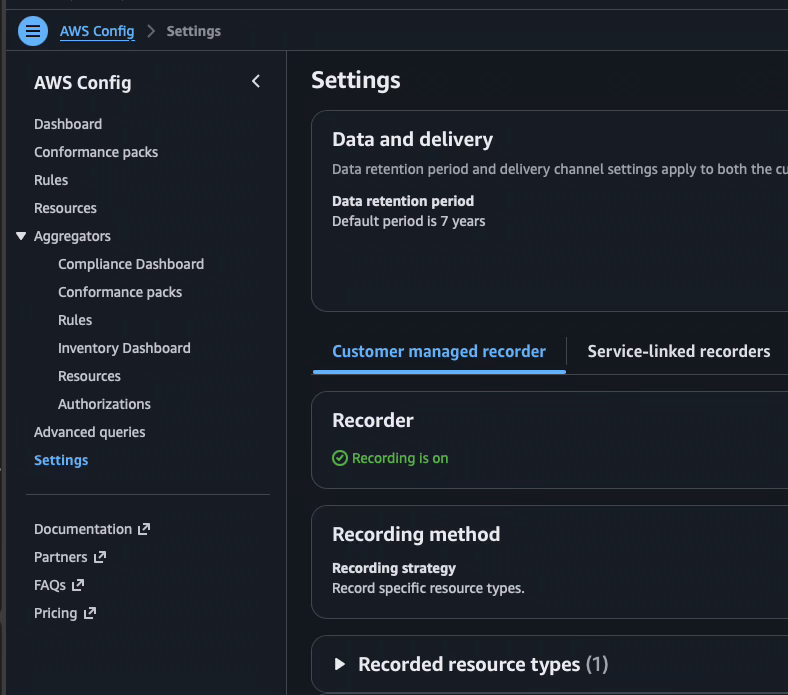 AWS Config > Settings
AWS Config
Dashboard
Conformance packs
Rules
Resources
Aggregators
Compliance Dashboard
Conformance packs
Rules
Inventory Dashboard
Resources
Authorizations
Advanced queries
Settings
Documentation
Partners
FAQs
Pricing
Settings
Data and delivery
Data retention period and delivery channel settings apply to both the cu
Data retention period
Default period is 7 years
Customer managed recorder
Service-linked recorders
Recorder
Recording is on
Recording method
Recording strategy
Record specific resource types.
Recorded resource types (1)